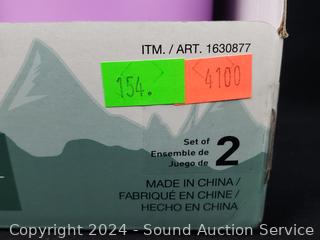 ITM. / ART. 1630877
154.
4100
Set of
Ensemble de
Juego de
2
MADE IN CHINA /
FABRIQUÉ EN CHINE /
HECHO EN CHINA
Copyright 2024 - Sound Auction Service